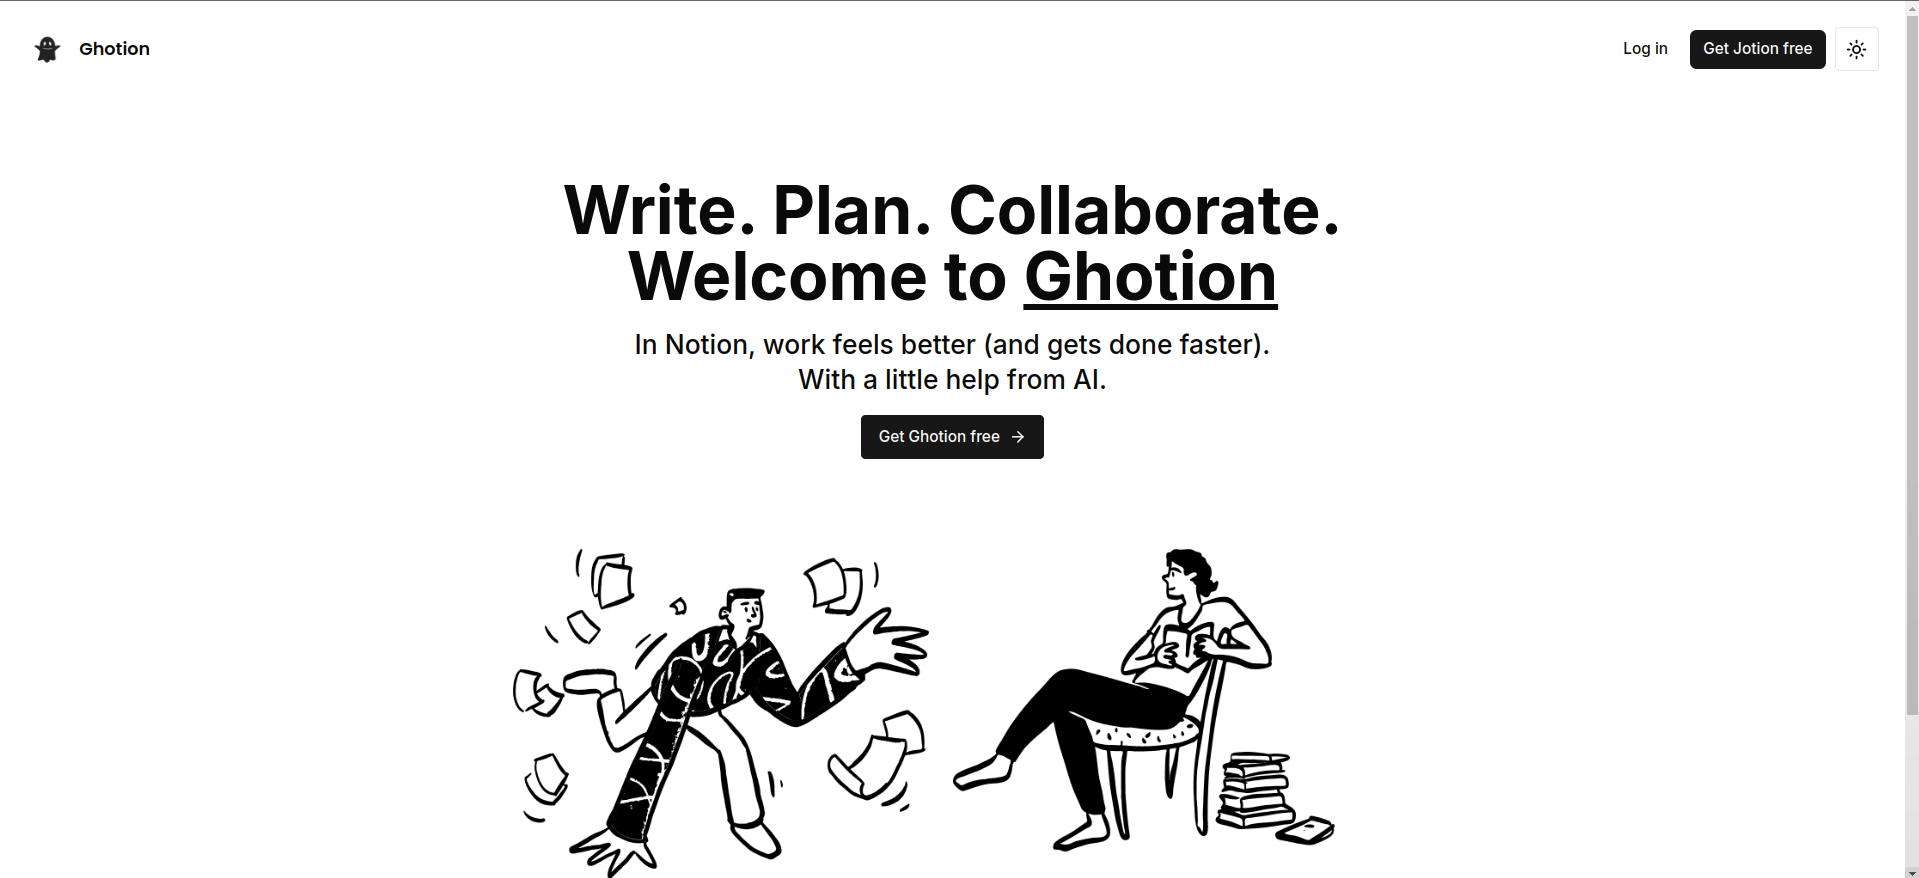 Ghotion
Log in
Get Jotion free
Write. Plan. Collaborate.
Welcome to Ghotion
In Notion, work feels better (and gets done faster).
With a little help from AI.
Get Ghotion free